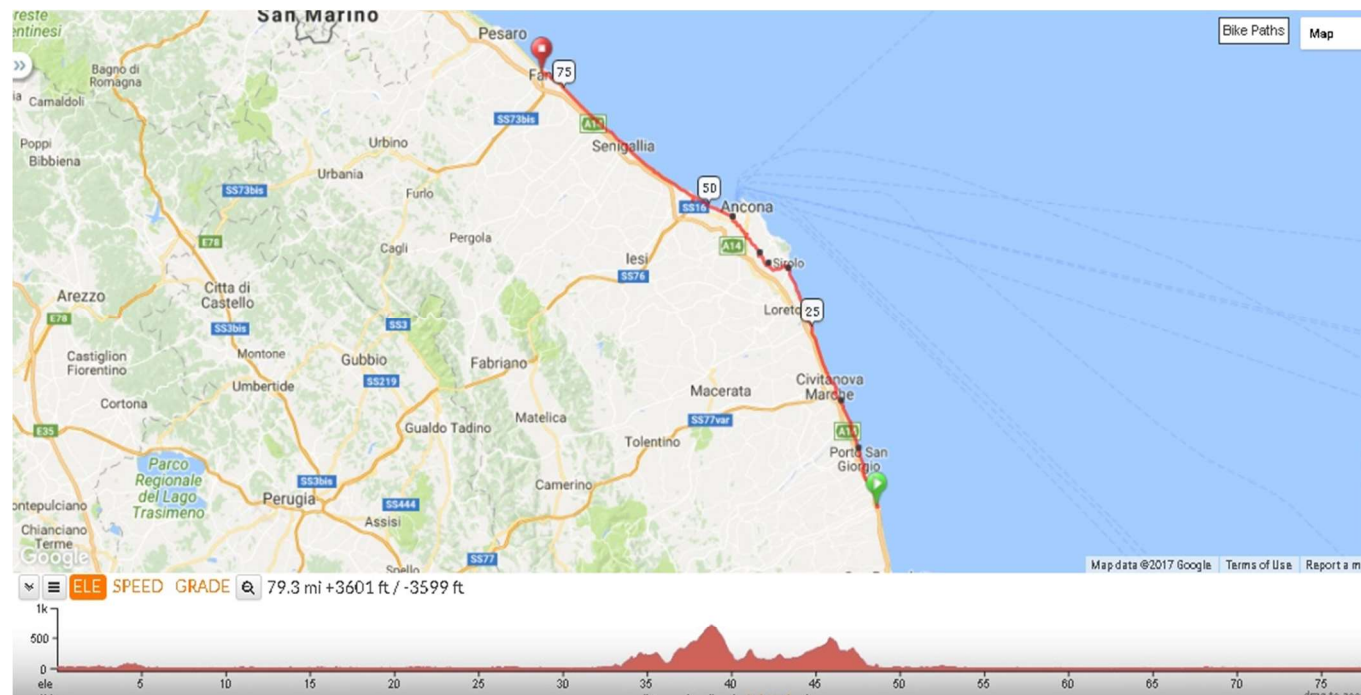 reste
entinesi
San Marino
Pesaro
Bike Paths
Map
»
Bagno di
Romagna
75
ia
Camaldoli
SS73bis
A14
Poppi
Bibbiena
Urbino
Senigallia
Urbania
SS73bis
Furlo
50
SS16
Ancona
E78
Cagli
Pergola
A14
Iesi
SS76
Sirolo
Arezzo
Citta di
Castello
Loreto
25
E78
SS3bis
SS3
Castiglion
Fiorentino
Montone
Gubbio
Fabriano
SS219
Umbertide
Macerata
Civitanova
Marche
Cortona
Matelica
SS77var
E35
Gualdo Tadino
Tolentino
A14
Porto San
Giorgio
Parco
Regionale
del Lago
Trasimeno
SS3bis
Perugia
SS444
Camerino
ontepulciano
Assisi
Chianciano
Terme
SS77
Google
Spello
Map data ©2017 Google
Terms of Use
Report a m
ELE SPEED GRADE 79.3 mi +3601 ft / -3599 ft
1k
500
0
ele
5 10 15 20 25 30 35 40 45 50 55 60 65 70 75